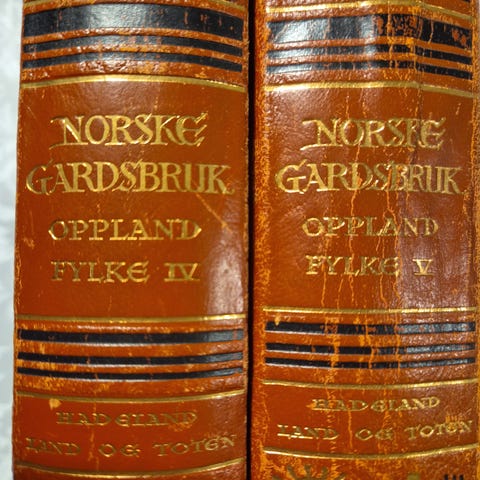 NORSKE
GARDSBRUK
OPPLAND
FYLKE IV
HADELAND
LAND OG TOTEN
NORSKE
GARDSBRUK
OPPLAND
FYLKE V
HADELAND
LAND OG TOTEN